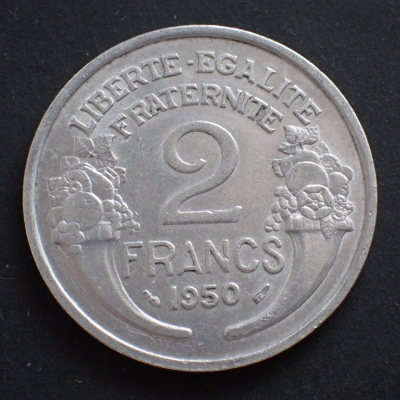 LIBERTE - EGALITE
FRATERNITE
2
FRANCS
1950